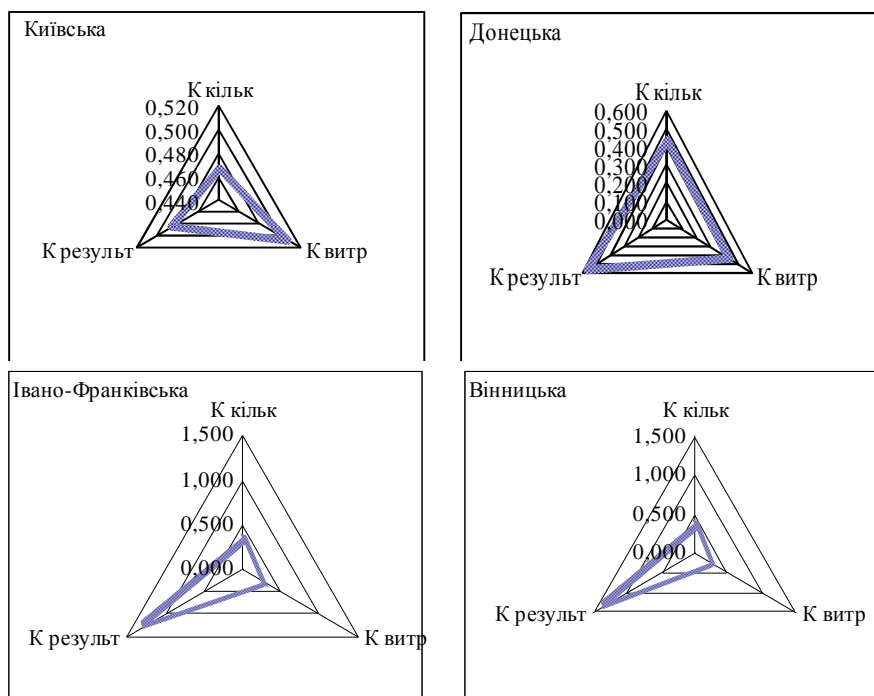 Київська
К кільк
0,520
0,500
0,480
0,460
0,440
К результ
К витр
Донецька
К кільк
0,600
0,500
0,400
0,300
0,200
0,100
0,000
К результ
К витр
Івано-Франківська
К кільк
1,500
1,000
0,500
0,000
К результ
К витр
Вінницька
К кільк
1,500
1,000
0,500
0,000
К результ
К витр